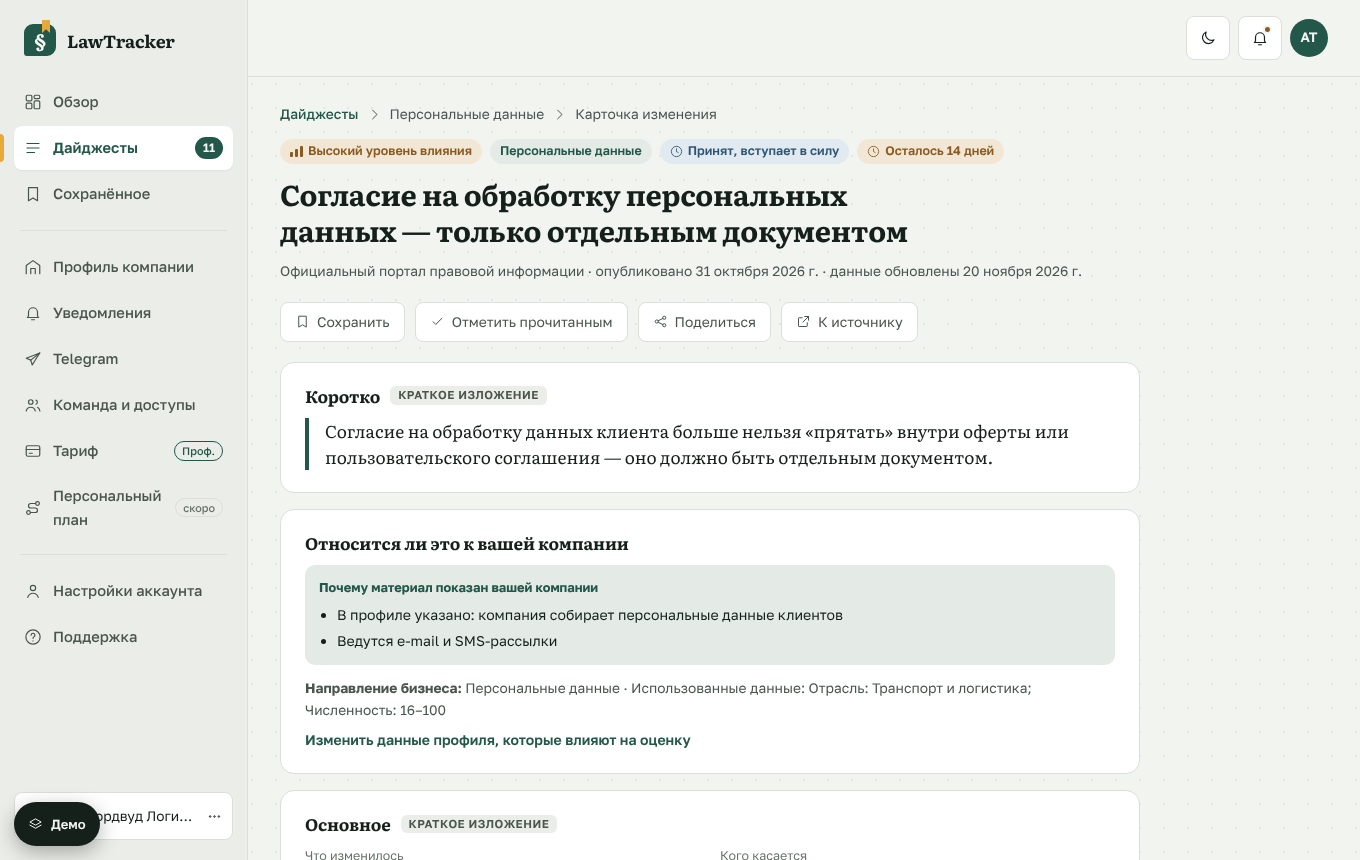 § LawTracker
AT
Обзор
Дайджесты 11
Сохранённое
Профиль компании
Уведомления
Telegram
Команда и доступы
Тариф Проф.
Персональный
план
скоро
Настройки аккаунта
Поддержка
Логи...
Демо
Дайджесты > Персональные данные > Карточка изменения
Высокий уровень влияния Персональные данные Принят, вступает в силу Осталось 14 дней
Согласие на обработку персональных
данных — только отдельным документом
Официальный портал правовой информации · опубликовано 31 октября 2026 г. · данные обновлены 20 ноября 2026 г.
Сохранить Отметить прочитанным Поделиться К источнику
Коротко КРАТКОЕ ИЗЛОЖЕНИЕ
Согласие на обработку данных клиента больше нельзя «прятать» внутри оферты или
пользовательского соглашения — оно должно быть отдельным документом.
Относится ли это к вашей компании
Почему материал показан вашей компании
• В профиле указано: компания собирает персональные данные клиентов
• Ведутся e-mail и SMS-рассылки
Направление бизнеса: Персональные данные · Использованные данные: Отрасль: Транспорт и логистика;
Численность: 16–100
Изменить данные профиля, которые влияют на оценку
Основное КРАТКОЕ ИЗЛОЖЕНИЕ
Что изменилось Кого касается